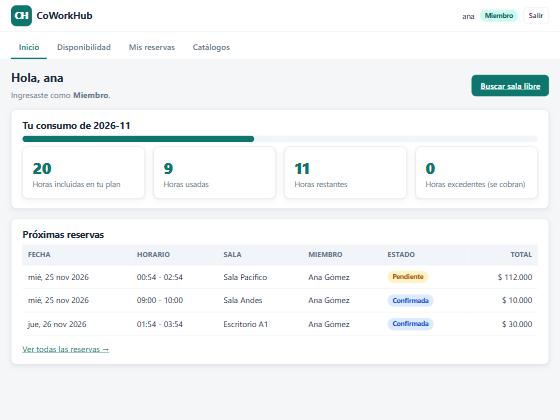 CH CoWorkHub ana Miembro Salir
Inicio Disponibilidad Mis reservas Catálogos
Hola, ana
Ingresaste como Miembro.
Buscar sala libre
Tu consumo de 2026-11
20 9 11 0
Horas incluidas en tu plan Horas usadas Horas restantes Horas excedentes (se cobran)
Próximas reservas
FECHA HORARIO SALA MIEMBRO ESTADO TOTAL
mié, 25 nov 2026 00:54 - 02:54 Sala Pacífico Ana Gómez Pendiente $ 112.000
mié, 25 nov 2026 09:00 - 10:00 Sala Andes Ana Gómez Confirmada $ 10.000
jue, 26 nov 2026 01:54 - 03:54 Escritorio A1 Ana Gómez Confirmada $ 30.000
Ver todas las reservas →